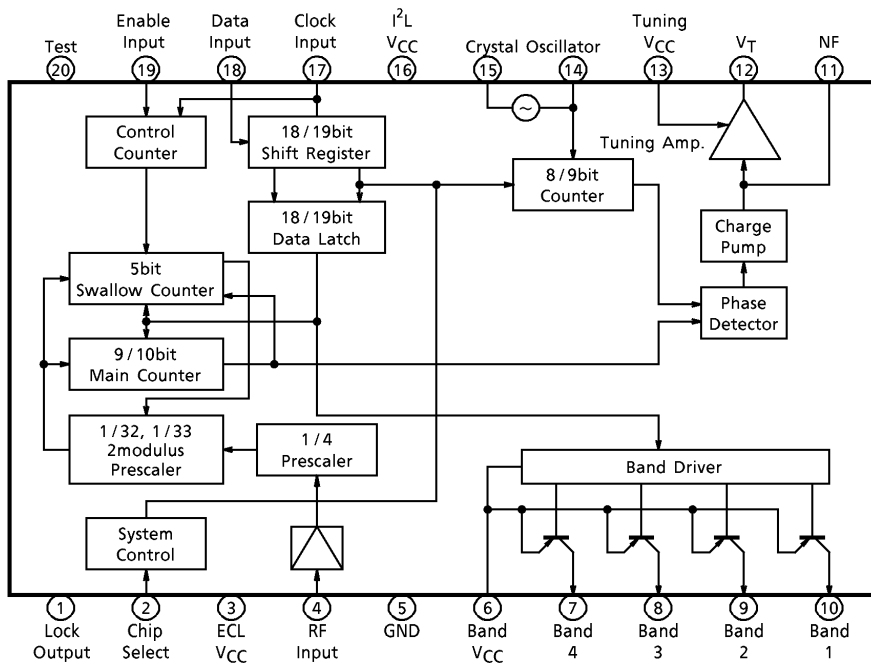 I²L
Enable Data Clock Tuning
Test Input Input Input VCC Crystal Oscillator VCC VT NF
20 19 18 17 16 15 14 13 12 11
~
Control
Counter
18/19bit
Shift Register
Tuning Amp.
8/9bit
Counter
18/19bit
Data Latch
Charge
Pump
5bit
Swallow Counter
Phase
Detector
9/10bit
Main Counter
1/32, 1/33
2modulus
Prescaler
1/4
Prescaler
Band Driver
System
Control
1 2 3 4 5 6 7 8 9 10
Lock Chip ECL RF GND Band Band Band Band Band
Output Select VCC Input VCC 4 3 2 1